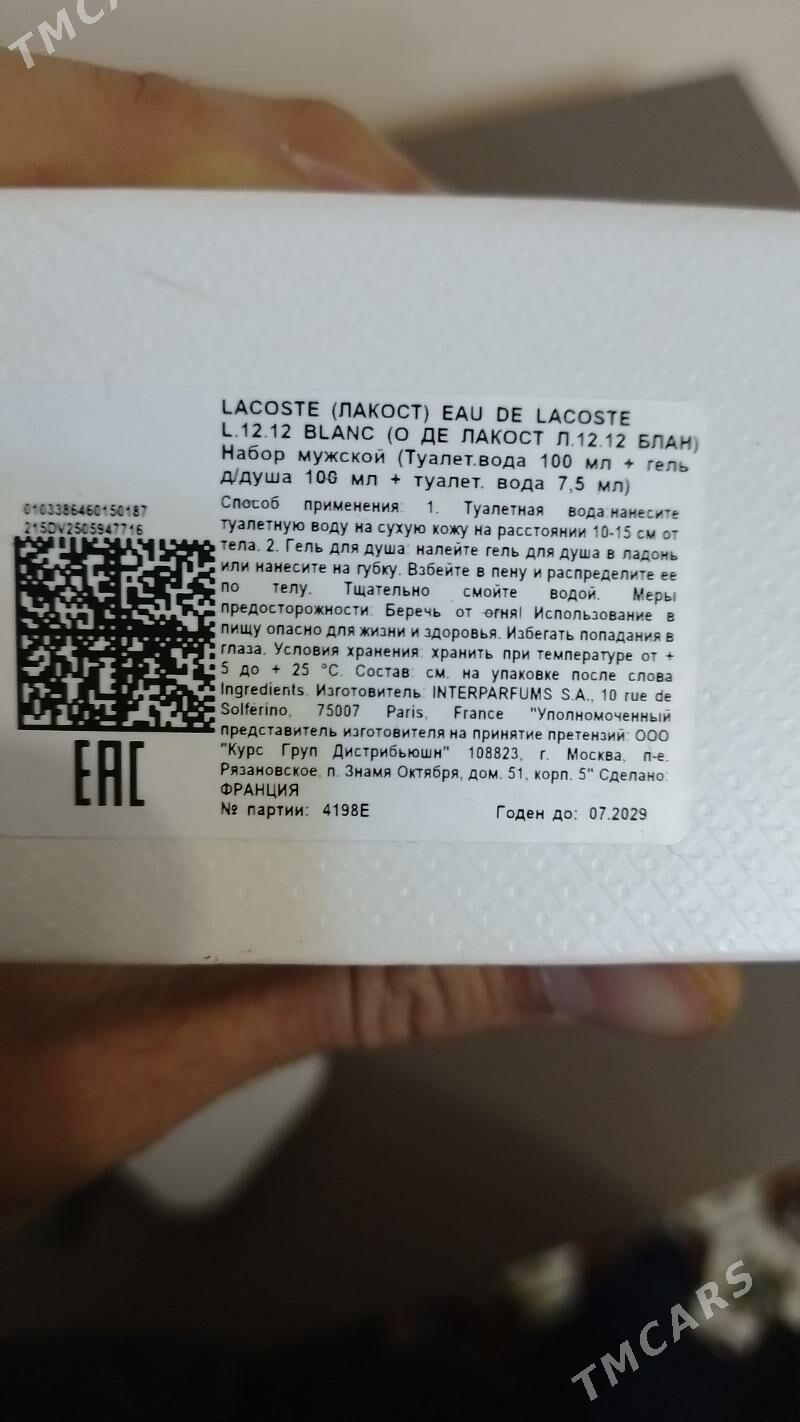 TMCARS
LACOSTE (ЛАКОСТ) EAU DE LACOSTE
L.12.12 BLANC (О ДЕ ЛАКОСТ Л.12.12 БЛАН)
Набор мужской (Туалет.вода 100 мл + гель
д/душа 100 мл + туалет. вода 7,5 мл)
0103386460150187
215DV2505947716
Способ применения: 1. Туалетная вода:нанесите
туалетную воду на сухую кожу на расстоянии 10-15 см от
тела. 2. Гель для душа: налейте гель для душа в ладонь
или нанесите на губку. Взбейте в пену и распределите ее
по телу. Тщательно смойте водой. Меры
предосторожности: Беречь от огня! Использование в
пищу опасно для жизни и здоровья. Избегать попадания в
глаза. Условия хранения: хранить при температуре от +
5 до + 25 °C. Состав: см. на упаковке после слова
Ingredients. Изготовитель: INTERPARFUMS S.A., 10 rue de
Solferino, 75007 Paris, France "Уполномоченный
представитель изготовителя на принятие претензий: ООО
"Курс Груп Дистрибьюшн" 108823, г. Москва, п-е.
Рязановское, п. Знамя Октября, дом. 51, корп. 5" Сделано:
ФРАНЦИЯ
№ партии: 4198E Годен до: 07.2029
EAC
TMCARS